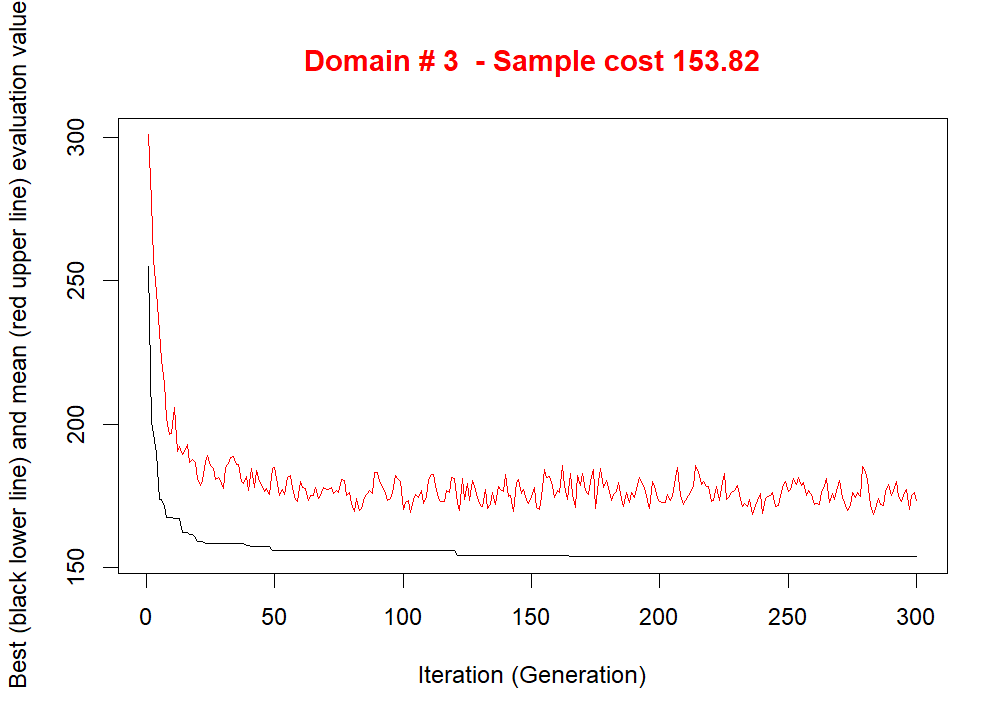 Domain # 3  - Sample cost 153.82
Best (black lower line) and mean (red upper line) evaluation value
300
250
200
150
0 50 100 150 200 250 300
Iteration (Generation)